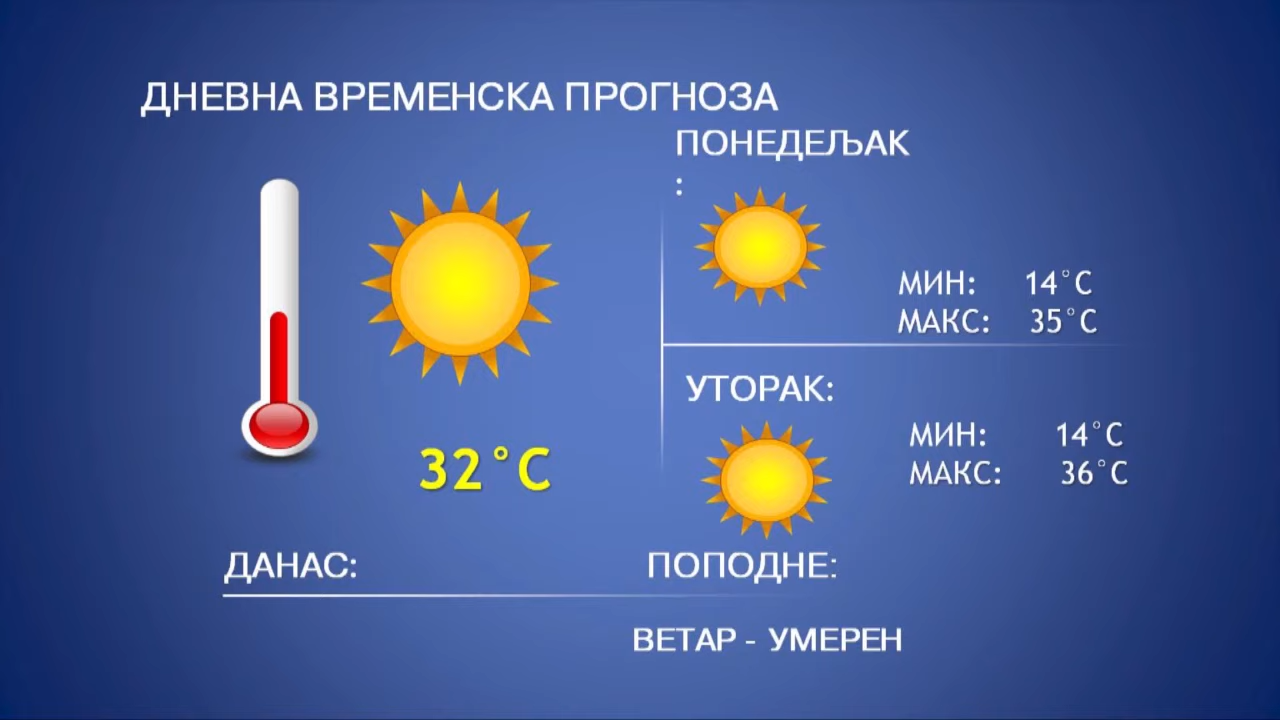 ДНЕВНА ВРЕМЕНСКА ПРОГНОЗА
ПОНЕДЕЉАК
:
МИН: 14°C
МАКС: 35°C
32°C
УТОРАК:
МИН: 14°C
МАКС: 36°C
ДАНАС:
ПОПОДНЕ:
ВЕТАР - УМЕРЕН